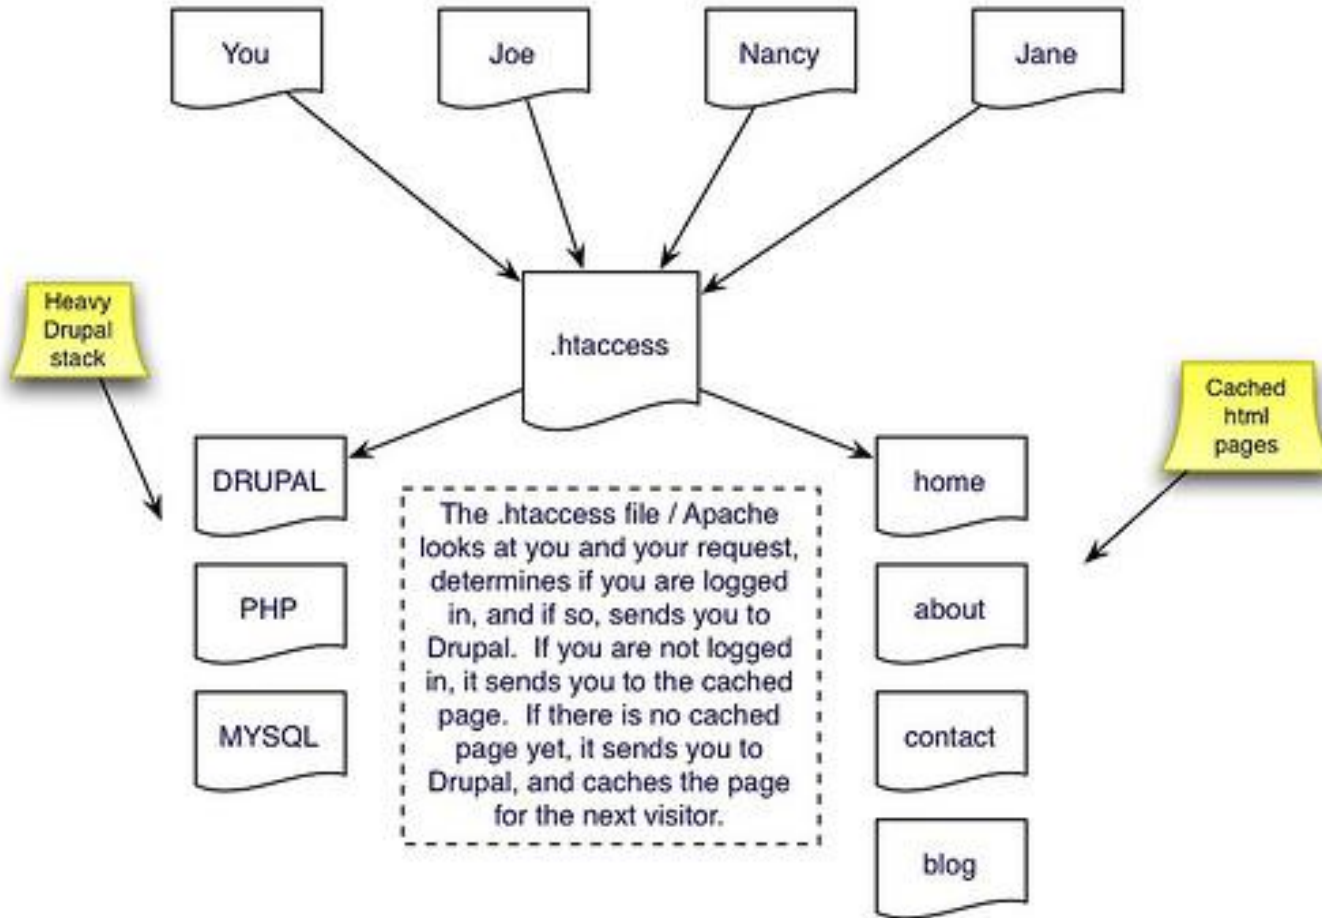 You
Joe
Nancy
Jane
.htaccess
Heavy
Drupal
stack
Cached
html
pages
DRUPAL
PHP
MYSQL
The .htaccess file / Apache
looks at you and your request,
determines if you are logged
in, and if so, sends you to
Drupal. If you are not logged
in, it sends you to the cached
page. If there is no cached
page yet, it sends you to
Drupal, and caches the page
for the next visitor.
home
about
contact
blog